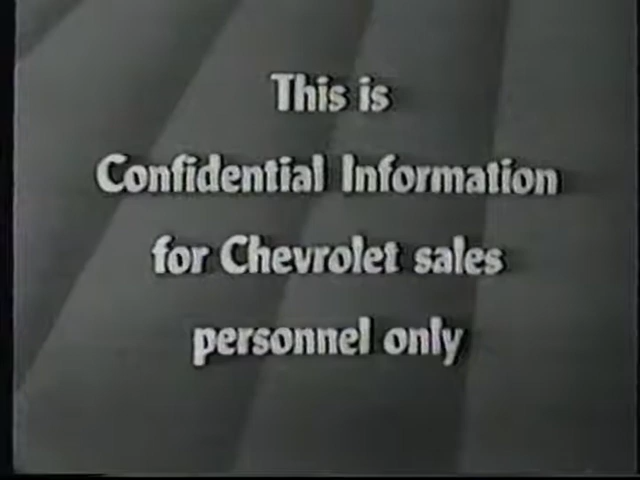 This is
Confidential Information
for Chevrolet sales
personnel only